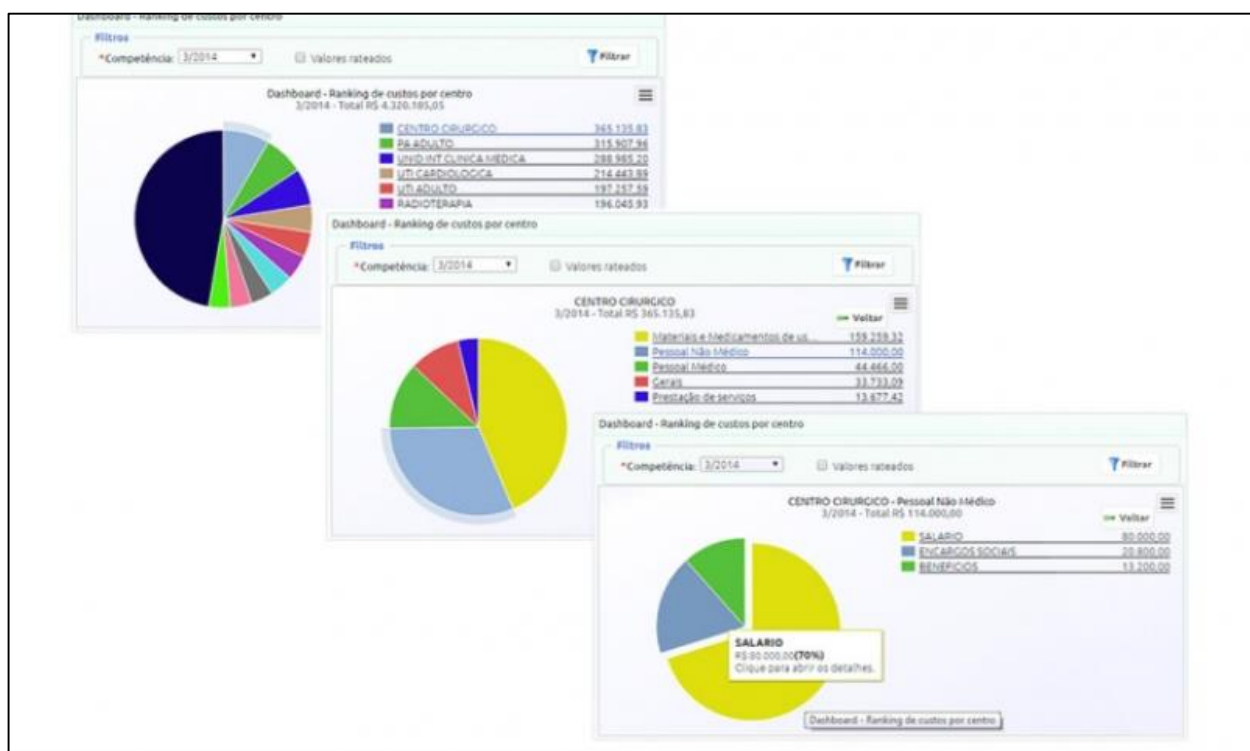 Dashboard - Ranking de custos por centro
Filtros
*Competência: 3/2014 Valores rateados Filtrar
Dashboard - Ranking de custos por centro
3/2014 - Total R$ 4.320.185,05
CENTRO CIRURGICO 365.135,83
PA ADULTO 315.907,96
UNID INT CLINICA MEDICA 288.985,20
UTI CARDIOLOGICA 214.443,89
UTI ADULTO 197.257,59
RADIOTERAPIA 196.045,93
Dashboard - Ranking de custos por centro
Filtros
*Competência: 3/2014 Valores rateados Filtrar
CENTRO CIRURGICO
3/2014 - Total R$ 365.135,83
Voltar
Materiais e Medicamentos de us... 159.259,32
Pessoal Não Médico 114.000,00
Pessoal Médico 44.466,00
Gerais 33.733,09
Prestação de serviços 13.677,42
Dashboard - Ranking de custos por centro
Filtros
*Competência: 3/2014 Valores rateados Filtrar
CENTRO CIRURGICO - Pessoal Não Médico
3/2014 - Total R$ 114.000,00
Voltar
SALARIO 80.000,00
ENCARGOS SOCIAIS 20.800,00
BENEFICIOS 13.200,00
SALARIO
R$ 80.000,00(70%)
Clique para abrir os detalhes.
Dashboard - Ranking de custos por centro